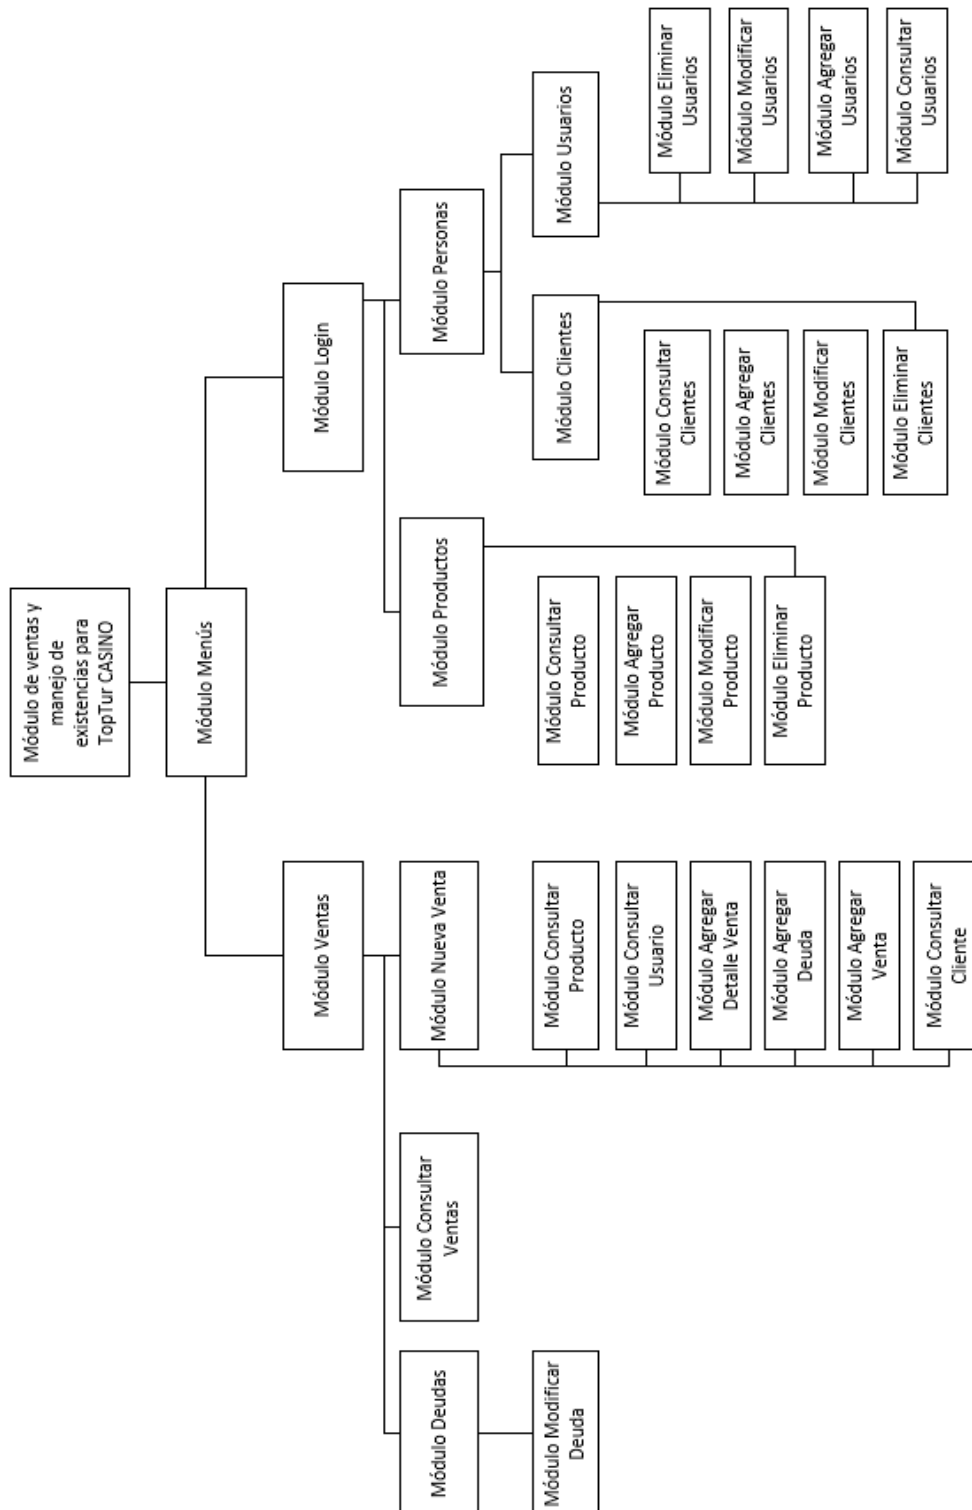 Módulo de ventas y
manejo de
existencias para
TopTur CASINO
Módulo Menús
Módulo Ventas
Módulo Login
Módulo Deudas
Módulo Consultar
Ventas
Módulo Nueva Venta
Módulo Productos
Módulo Personas
Módulo Modificar
Deuda
Módulo Consultar
Producto
Módulo Consultar
Usuario
Módulo Agregar
Detalle Venta
Módulo Agregar
Deuda
Módulo Agregar
Venta
Módulo Consultar
Cliente
Módulo Consultar
Producto
Módulo Agregar
Producto
Módulo Modificar
Producto
Módulo Eliminar
Producto
Módulo Clientes
Módulo Usuarios
Módulo Consultar
Clientes
Módulo Agregar
Clientes
Módulo Modificar
Clientes
Módulo Eliminar
Clientes
Módulo Eliminar
Usuarios
Módulo Modificar
Usuarios
Módulo Agregar
Usuarios
Módulo Consultar
Usuarios